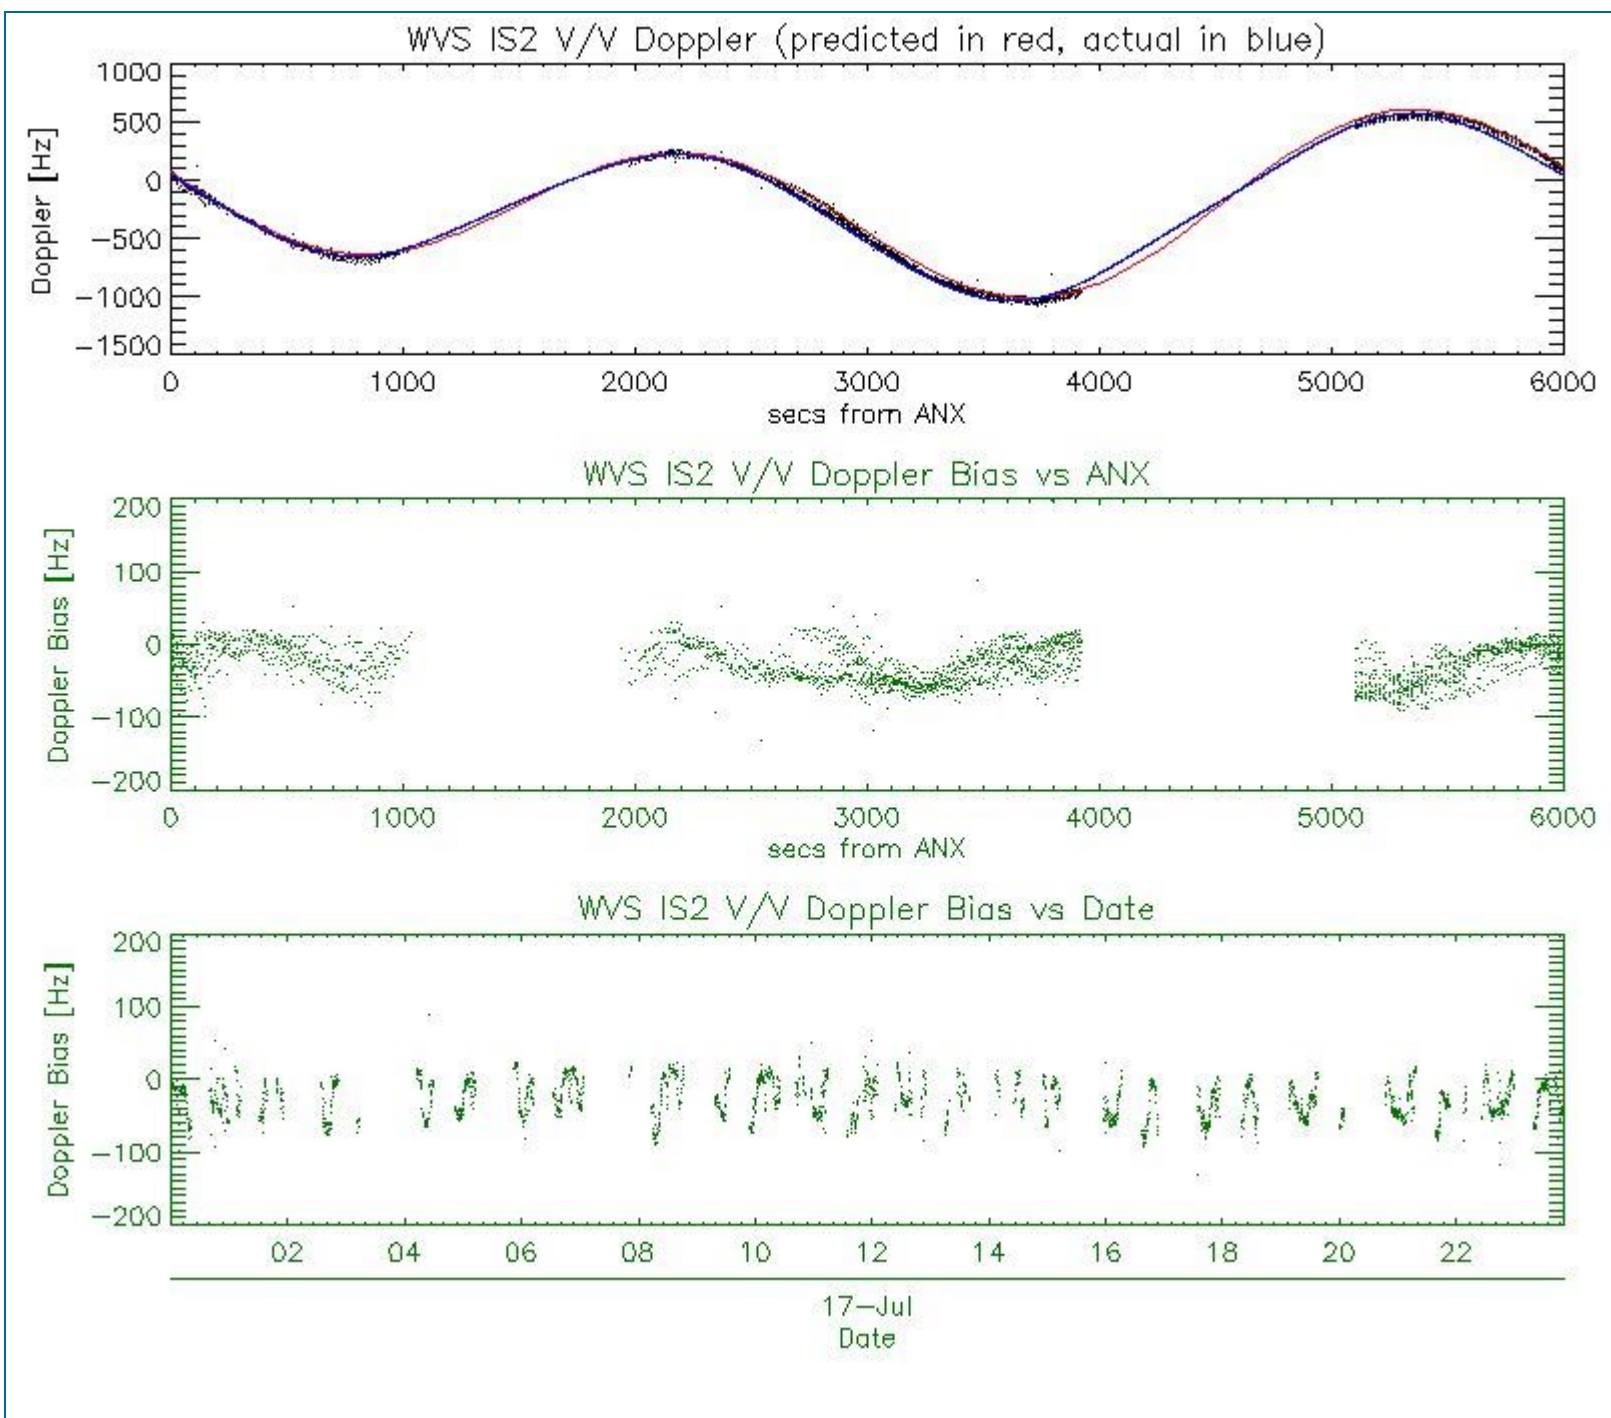 WVS IS2 V/V Doppler (predicted in red, actual in blue)
1000
500
0
−500
−1000
−1500
Doppler [Hz]
0 1000 2000 3000 4000 5000 6000
secs from ANX
WVS IS2 V/V Doppler Bias vs ANX
200
100
0
−100
−200
Doppler Bias [Hz]
0 1000 2000 3000 4000 5000 6000
secs from ANX
WVS IS2 V/V Doppler Bias vs Date
200
100
0
−100
−200
Doppler Bias [Hz]
02 04 06 08 10 12 14 16 18 20 22
17−Jul
Date